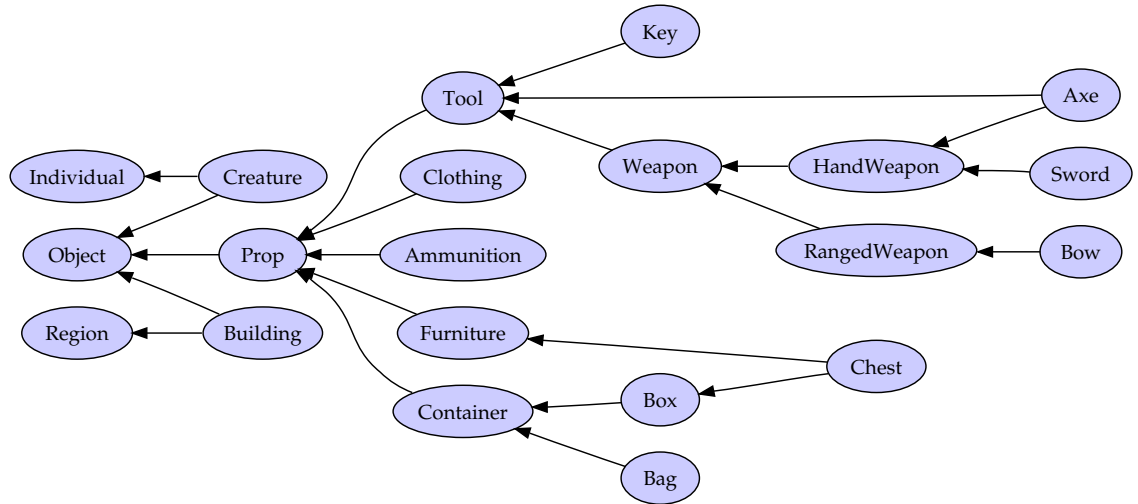 Key
Tool
Axe
Individual
Creature
Clothing
Weapon
HandWeapon
Sword
Object
Prop
Ammunition
RangedWeapon
Bow
Region
Building
Furniture
Chest
Container
Box
Bag